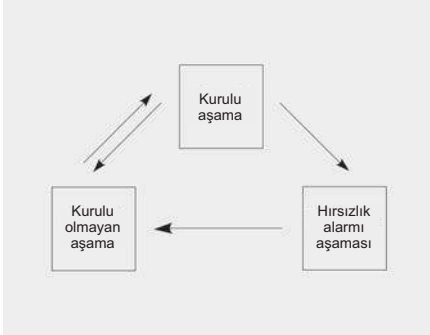 Kurulu
aşama
Kurulu
olmayan
aşama
Hırsızlık
alarmı
aşaması